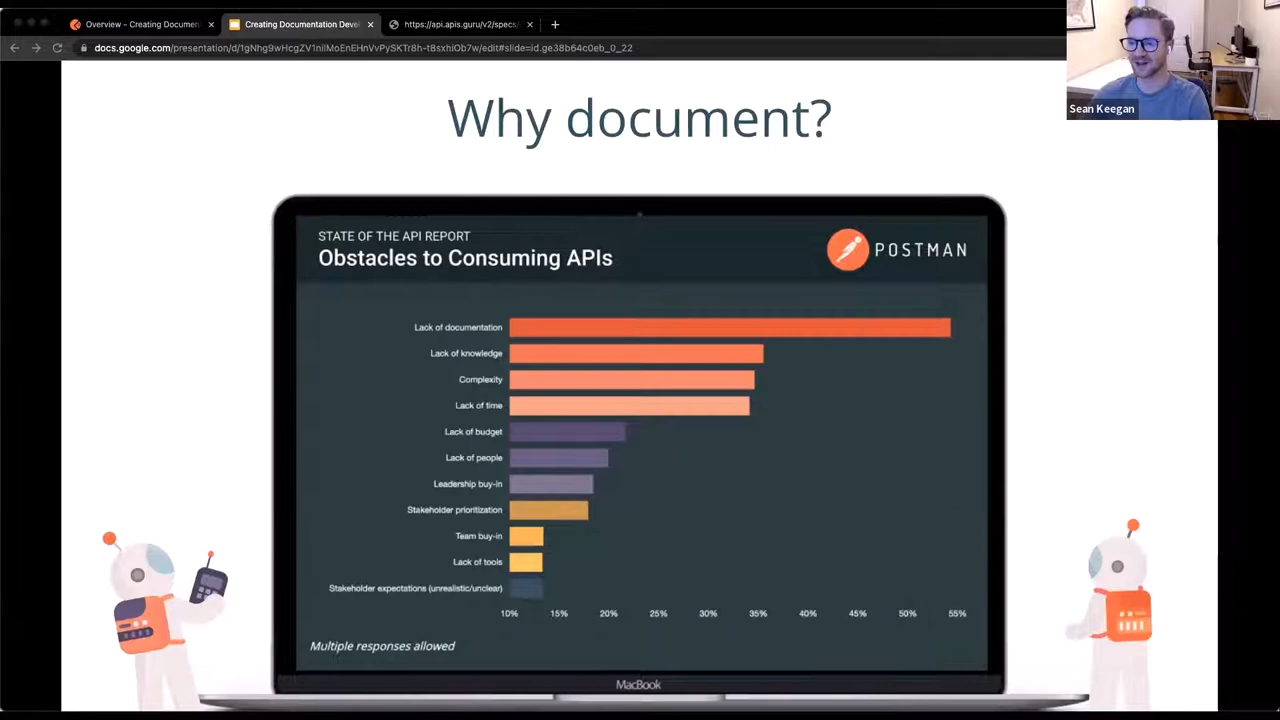 Overview – Creating Documen
Creating Documentation Deve
https://api.apis.guru/v2/specs/
docs.google.com/presentation/d/1gNhg9wHcgZV1nilMoEnEHnVvPySKTr8h-t8sxhiOb7w/edit#slide=id.ge38b64c0eb_0_22
Sean Keegan
Why document?
STATE OF THE API REPORT
Obstacles to Consuming APIs
POSTMAN
Lack of documentation
Lack of knowledge
Complexity
Lack of time
Lack of budget
Lack of people
Leadership buy-in
Stakeholder prioritization
Team buy-in
Lack of tools
Stakeholder expectations (unrealistic/unclear)
10% 15% 20% 25% 30% 35% 40% 45% 50% 55%
Multiple responses allowed
MacBook